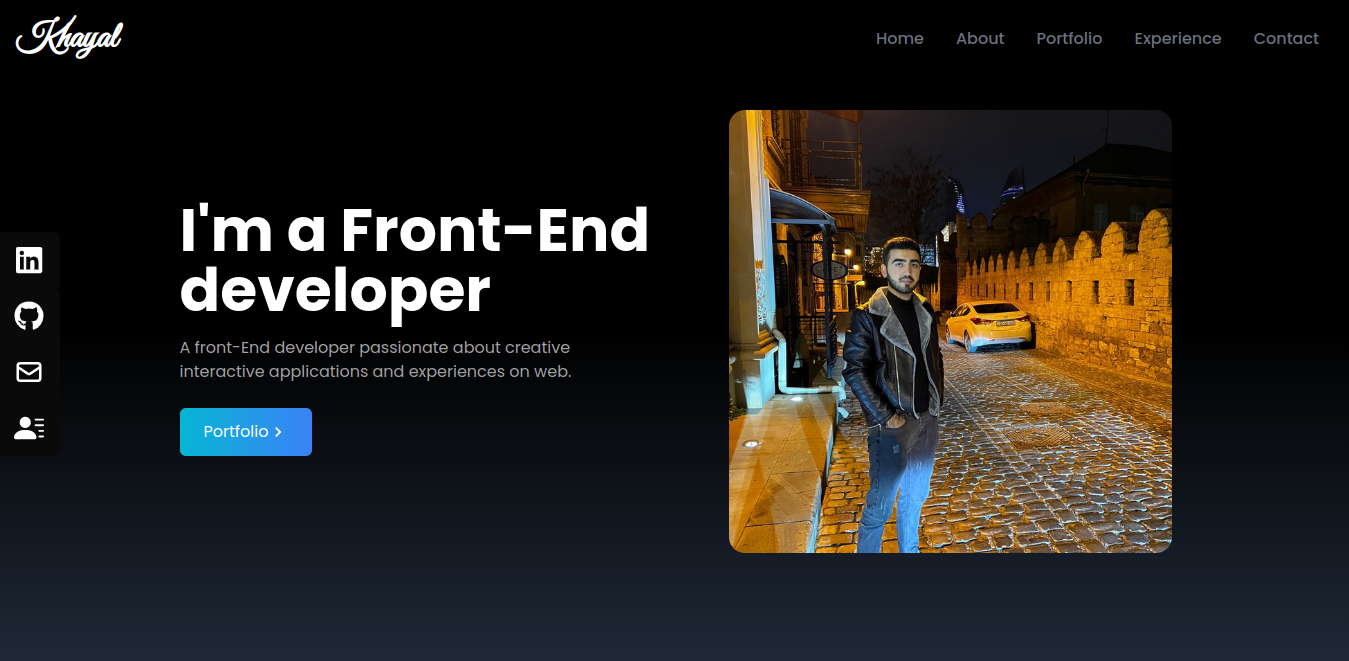 Khayal
Home About Portfolio Experience Contact
I'm a Front-End
developer
A front-End developer passionate about creative
interactive applications and experiences on web.
Portfolio
in